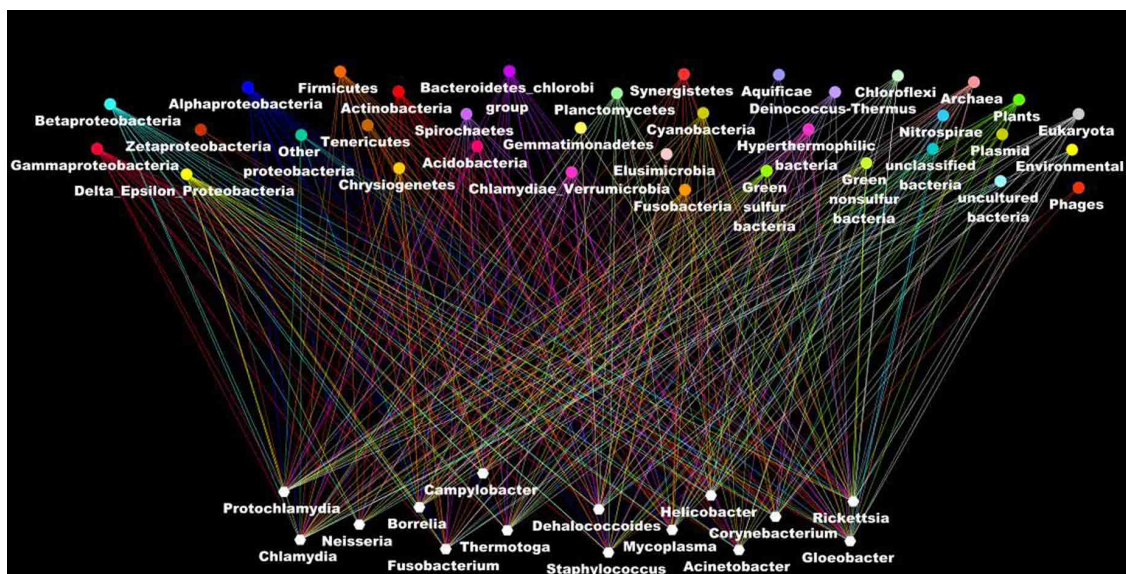 Firmicutes
Bacteroidetes_chlorobi
group
Synergistetes
Aquificae
Chloroflexi
Alphaproteobacteria
Actinobacteria
Planctomycetes
Deinococcus-Thermus
Archaea
Betaproteobacteria
Spirochaetes
Cyanobacteria
Nitrospirae
Plants
Eukaryota
Zetaproteobacteria
Other
proteobacteria
Tenericutes
Gemmatimonadetes
Hyperthermophilic
bacteria
Plasmid
Gammaproteobacteria
Acidobacteria
Elusimicrobia
unclassified
bacteria
Environmental
Delta_Epsilon_Proteobacteria
Chrysiogenetes
Chlamydiae_Verrumicrobia
Fusobacteria
Green
sulfur
bacteria
Green
nonsulfur
bacteria
uncultured
bacteria
Phages
Protochlamydia
Campylobacter
Helicobacter
Rickettsia
Neisseria
Borrelia
Dehalococcoides
Corynebacterium
Chlamydia
Fusobacterium
Thermotoga
Staphylococcus
Mycoplasma
Acinetobacter
Gloeobacter